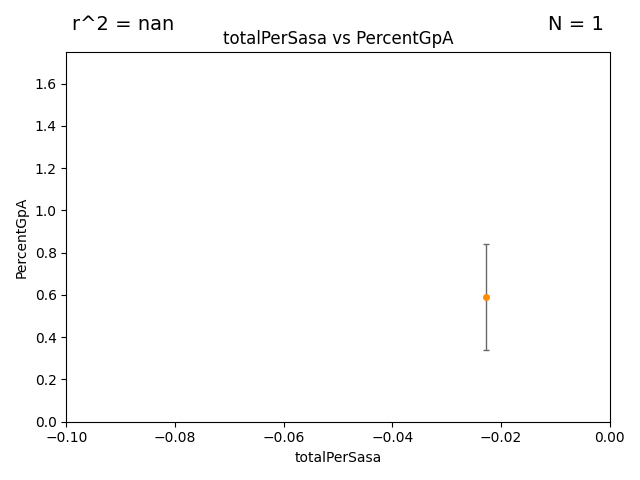 r^2 = nan
N = 1
totalPerSasa vs PercentGpA
PercentGpA
1.6
1.4
1.2
1.0
0.8
0.6
0.4
0.2
0.0
−0.10 −0.08 −0.06 −0.04 −0.02 0.00
totalPerSasa